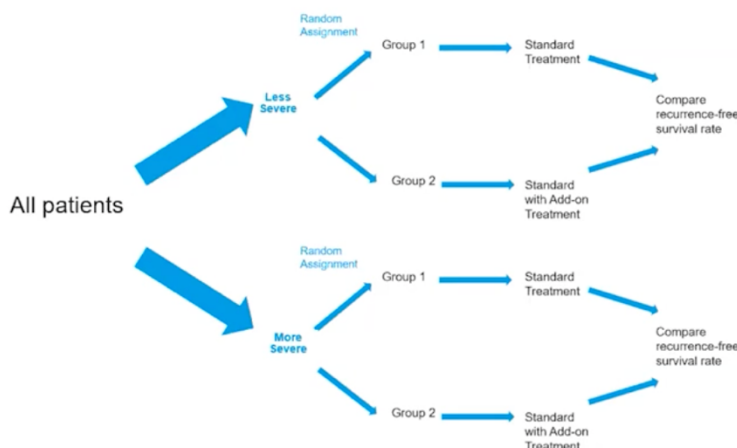 Random
Assignment
Group 1
Standard
Treatment
Less
Severe
Compare
recurrence-free
survival rate
Group 2
Standard
with Add-on
Treatment
All patients
Random
Assignment
Group 1
Standard
Treatment
More
Severe
Compare
recurrence-free
survival rate
Group 2
Standard
with Add-on
Treatment